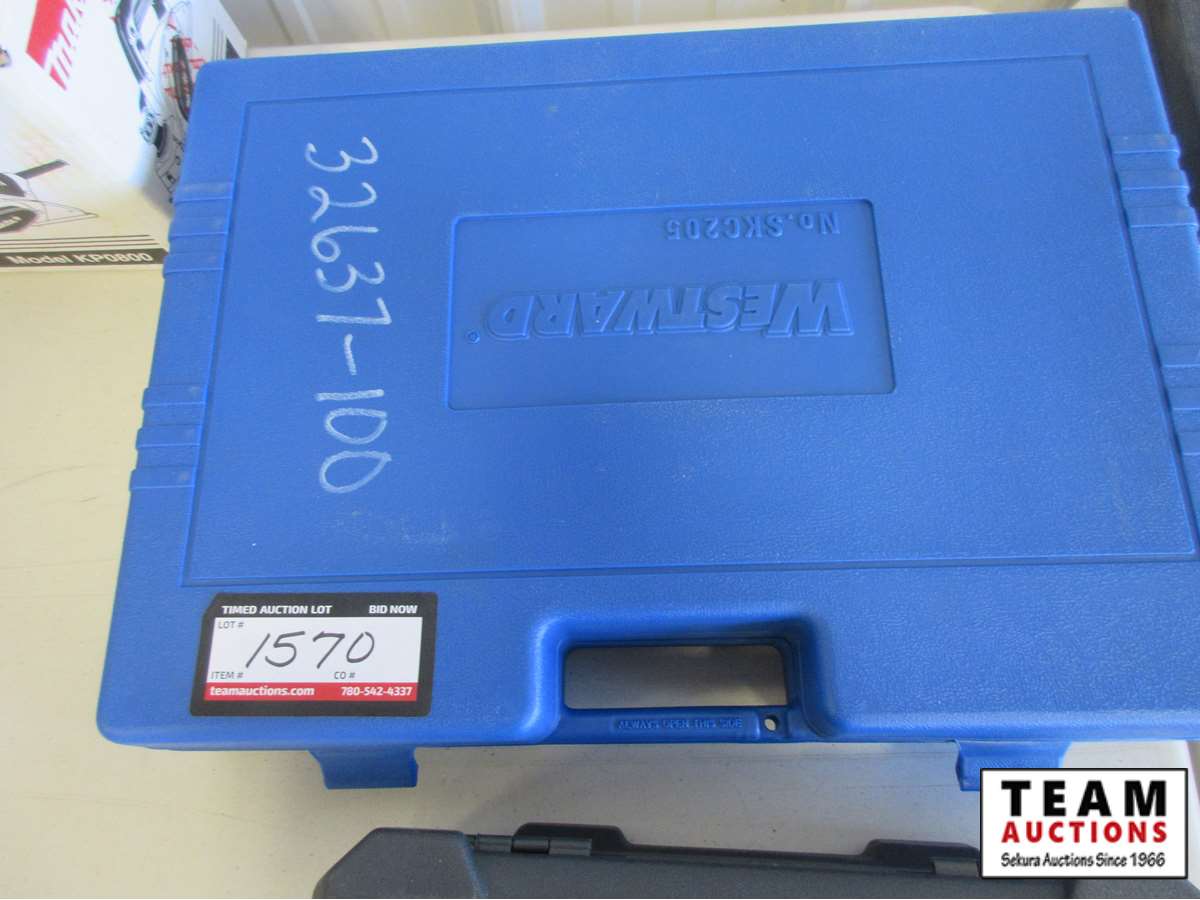 makita
Model KP0800
32637-100
No.SKC205
WESTWARD®
TIMED AUCTION LOT BID NOW
LOT #
1570
ITEM # CO #
teamauctions.com 780-542-4337
TEAM
AUCTIONS
Sekura Auctions Since 1966